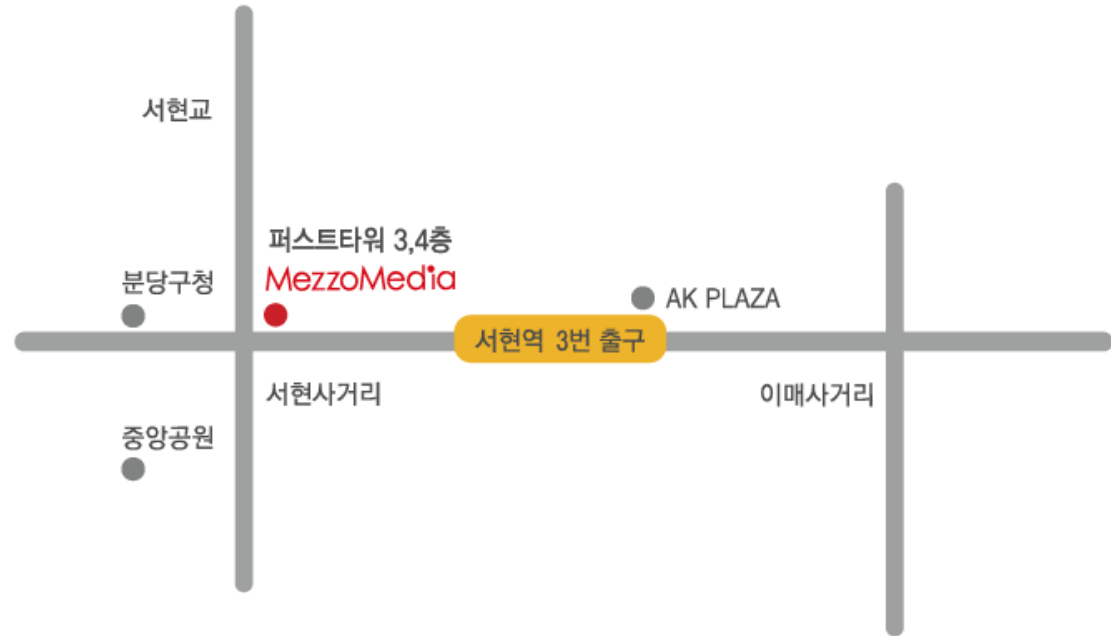 서현교
퍼스트타워 3,4층
MezzoMedia
분당구청
AK PLAZA
서현역 3번 출구
서현사거리
이매사거리
중앙공원